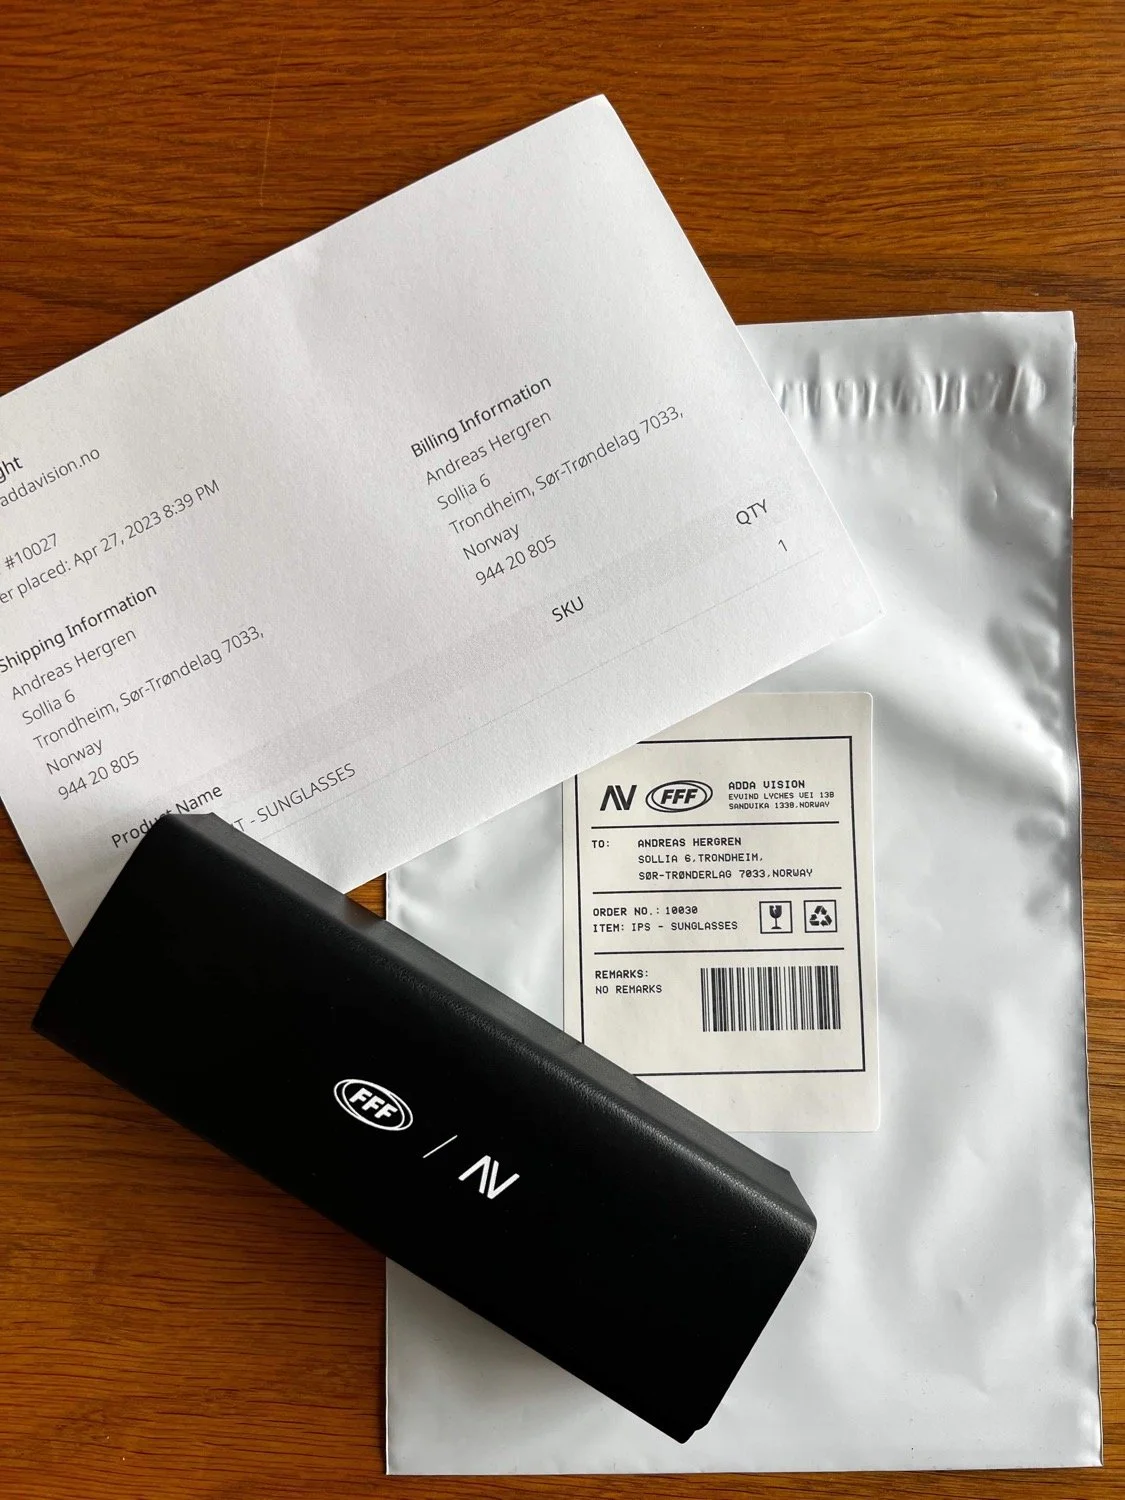 ght
addavision.no
#10027
er placed: Apr 27, 2023 8:39 PM
Shipping Information
Andreas Hergren
Sollia 6
Trondheim, Sør-Trøndelag 7033,
Norway
944 20 805
Billing Information
Andreas Hergren
Sollia 6
Trondheim, Sør-Trøndelag 7033,
Norway
944 20 805
Product Name
SKU
QTY
T - SUNGLASSES
1
AV FFF
ADDA VISION
EYVIND LYCHES VEI 13B
SANDVIKA 1338,NORWAY
TO: ANDREAS HERGREN
SOLLIA 6,TRONDHEIM,
SØR-TRØNDERLAG 7033,NORWAY
ORDER NO.: 10030
ITEM: IPS - SUNGLASSES
REMARKS:
NO REMARKS
FFF / AV